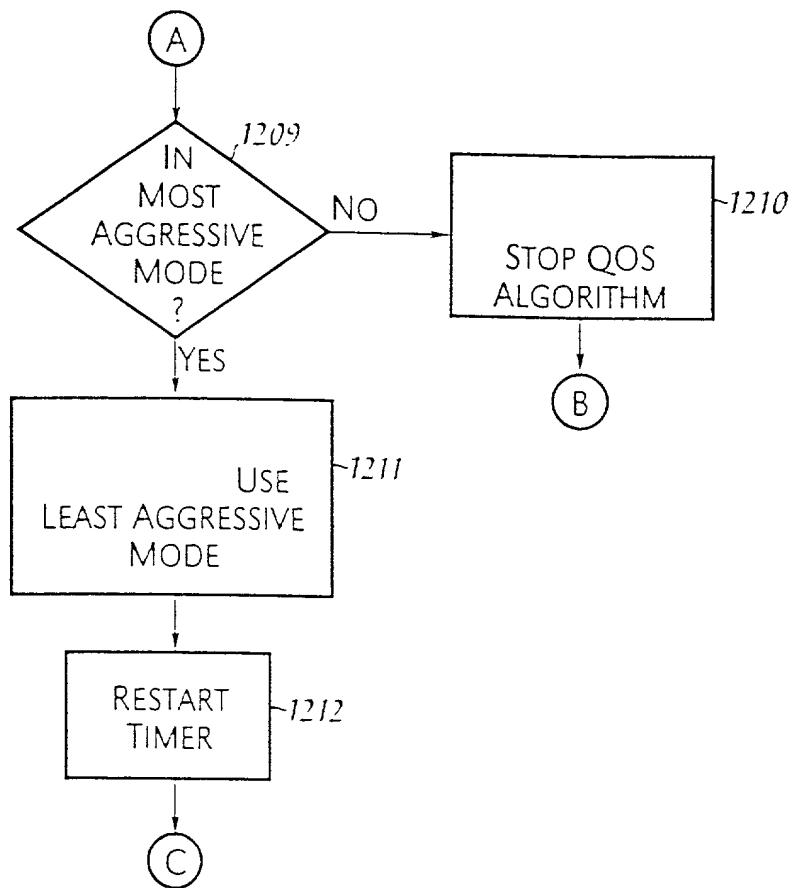 A
1209
IN
MOST
AGGRESSIVE
MODE
?
NO
1210
STOP QOS
ALGORITHM
YES
B
1211
USE
LEAST AGGRESSIVE
MODE
RESTART
TIMER
1212
C